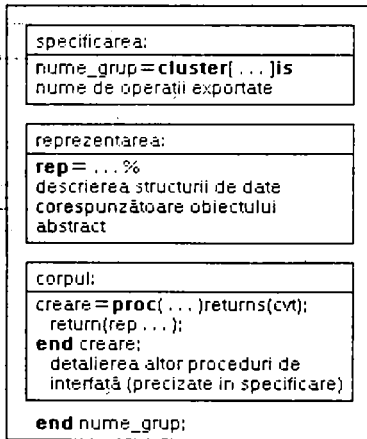 specificarea:
nume_grup=cluster[ ... ]is
nume de operații exportate
reprezentarea:
rep= ...%
descrierea structurii de date
corespunzătoare obiectului
abstract
corpul:
creare=proc( ... )returns(cvt);
return(rep ... );
end creare;
detalierea altor proceduri de
interfață (precizate in specificare)
end nume_grup;